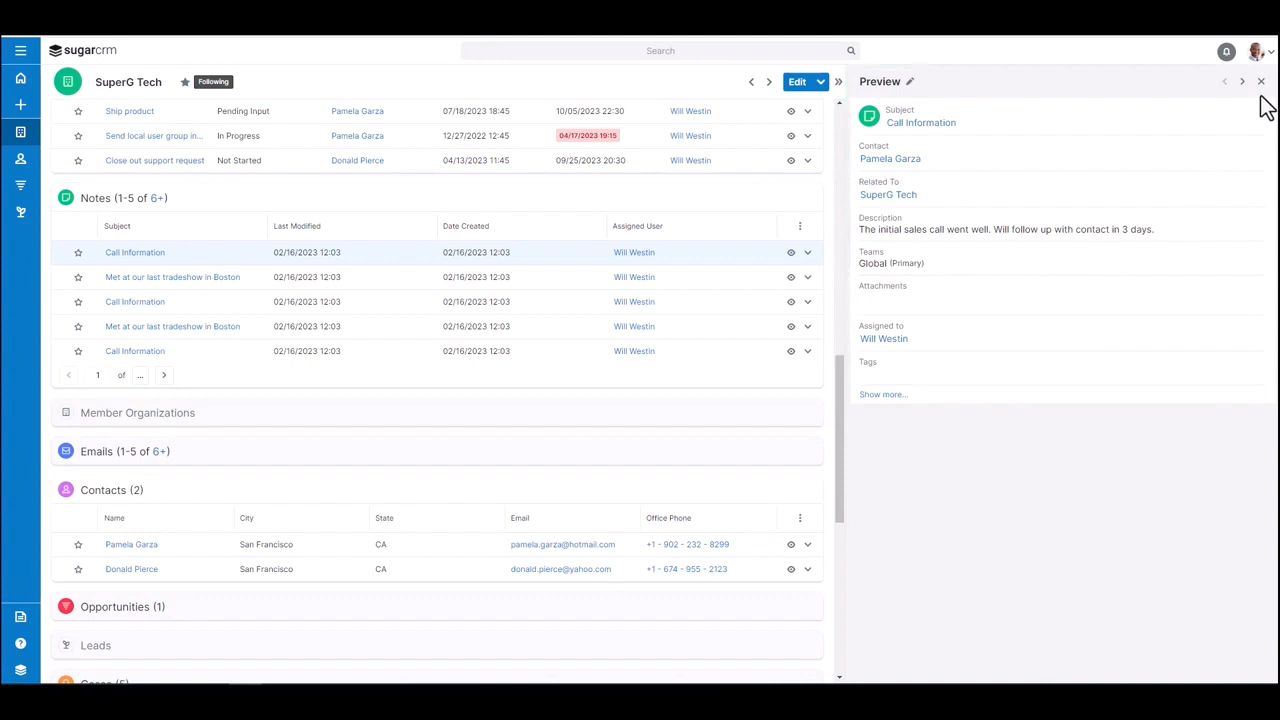 sugarcrm
Search
SuperG Tech
Following
Edit
Ship product Pending Input Pamela Garza 07/18/2023 18:45 10/05/2023 22:30 Will Westin
Send local user group in... In Progress Pamela Garza 12/27/2022 12:45 04/17/2023 19:15 Will Westin
Close out support request Not Started Donald Pierce 04/13/2023 11:45 09/25/2023 20:30 Will Westin
Notes (1-5 of 6+)
Subject Last Modified Date Created Assigned User
Call Information 02/16/2023 12:03 02/16/2023 12:03 Will Westin
Met at our last tradeshow in Boston 02/16/2023 12:03 02/16/2023 12:03 Will Westin
Call Information 02/16/2023 12:03 02/16/2023 12:03 Will Westin
Met at our last tradeshow in Boston 02/16/2023 12:03 02/16/2023 12:03 Will Westin
Call Information 02/16/2023 12:03 02/16/2023 12:03 Will Westin
1 of ...
Member Organizations
Emails (1-5 of 6+)
Contacts (2)
Name City State Email Office Phone
Pamela Garza San Francisco CA pamela.garza@hotmail.com +1 - 902 - 232 - 8299
Donald Pierce San Francisco CA donald.pierce@yahoo.com +1 - 674 - 955 - 2123
Opportunities (1)
Leads
Cases (5)
Preview
Subject
Call Information
Contact
Pamela Garza
Related To
SuperG Tech
Description
The initial sales call went well. Will follow up with contact in 3 days.
Teams
Global (Primary)
Attachments
Assigned to
Will Westin
Tags
Show more...